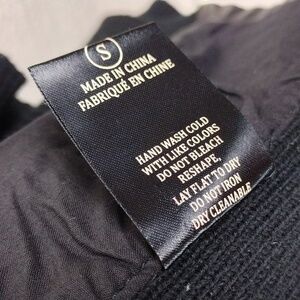 S
MADE IN CHINA
FABRIQUÉ EN CHINE
HAND WASH COLD
WITH LIKE COLORS
DO NOT BLEACH
RESHAPE,
LAY FLAT TO DRY
DO NOT IRON
DRY CLEANABLE